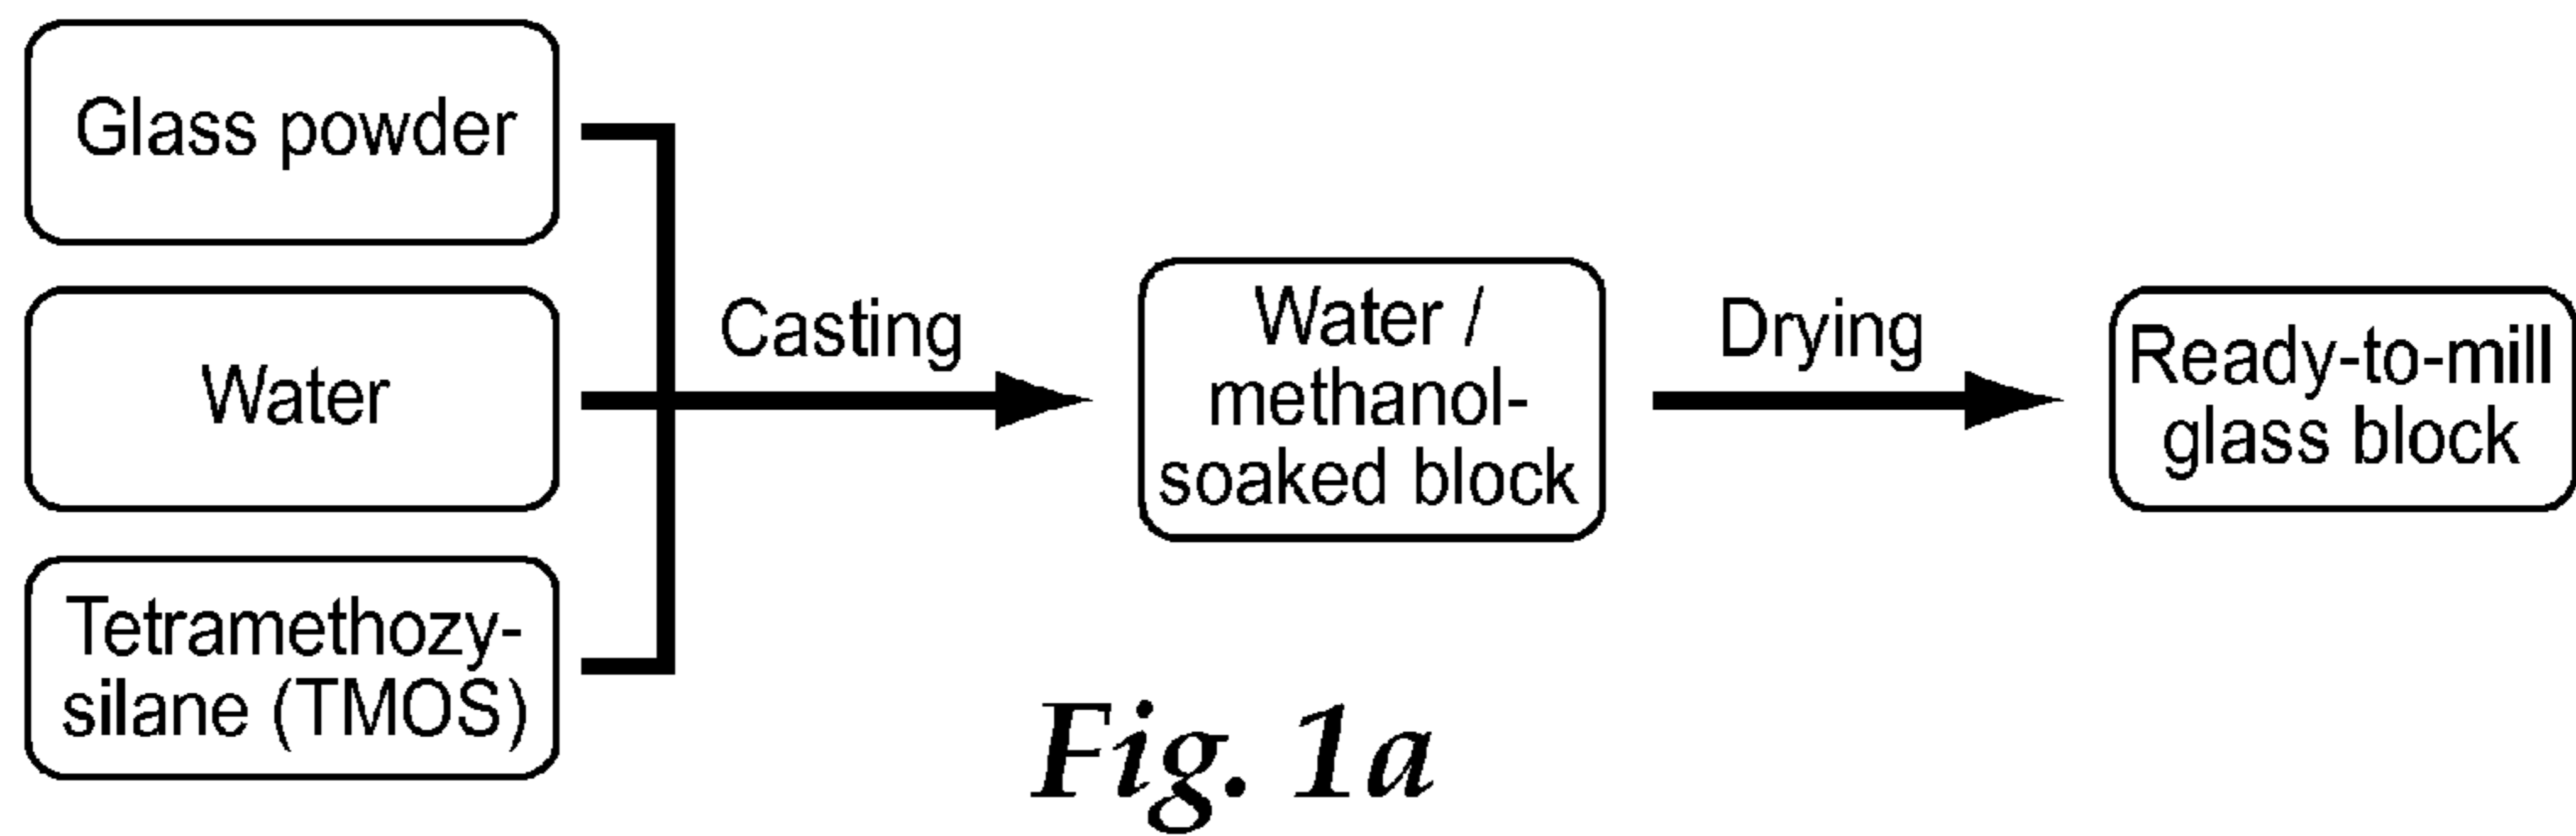 Glass powder
Water
Tetramethozy-
silane (TMOS)
Casting
Water /
methanol-
soaked block
Drying
Ready-to-mill
glass block
Fig. 1a